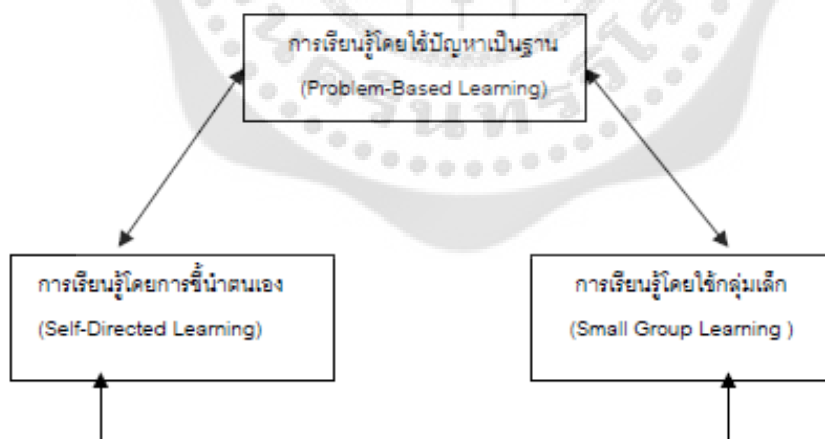 การเรียนรู้โดยใช้ปัญหาเป็นฐาน
(Problem-Based Learning)
การเรียนรู้โดยการชี้นำตนเอง
(Self-Directed Learning)
การเรียนรู้โดยใช้กลุ่มเล็ก
(Small Group Learning )